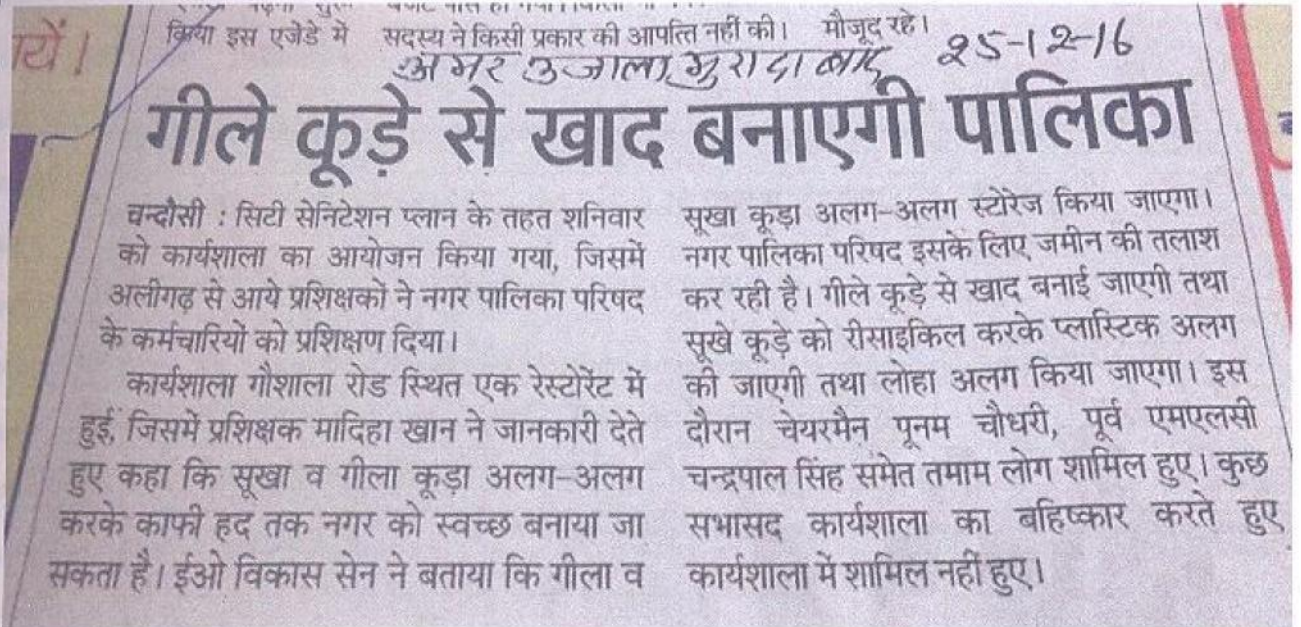 यें।
किया इस एजेंडे में
सदस्य ने किसी प्रकार की आपत्ति नहीं की।
मौजूद रहे।
अमर उजाला, मुरादाबाद
25-12-16
गीले कूड़े से खाद बनाएगी पालिका
चन्दौसी : सिटी सेनिटेशन प्लान के तहत शनिवार
को कार्यशाला का आयोजन किया गया, जिसमें
अलीगढ़ से आये प्रशिक्षकों ने नगर पालिका परिषद
के कर्मचारियों को प्रशिक्षण दिया।
कार्यशाला गौशाला रोड स्थित एक रेस्टोरेंट में
हुई, जिसमें प्रशिक्षक मादिहा खान ने जानकारी देते
हुए कहा कि सूखा व गीला कूड़ा अलग-अलग
करके काफी हद तक नगर को स्वच्छ बनाया जा
सकता है। ईओ विकास सेन ने बताया कि गीला व
सूखा कूड़ा अलग-अलग स्टोरेज किया जाएगा।
नगर पालिका परिषद इसके लिए जमीन की तलाश
कर रही है। गीले कूड़े से खाद बनाई जाएगी तथा
सूखे कूड़े को रीसाइकिल करके प्लास्टिक अलग
की जाएगी तथा लोहा अलग किया जाएगा। इस
दौरान चेयरमैन पूनम चौधरी, पूर्व एमएलसी
चन्द्रपाल सिंह समेत तमाम लोग शामिल हुए। कुछ
सभासद कार्यशाला का बहिष्कार करते हुए
कार्यशाला में शामिल नहीं हुए।